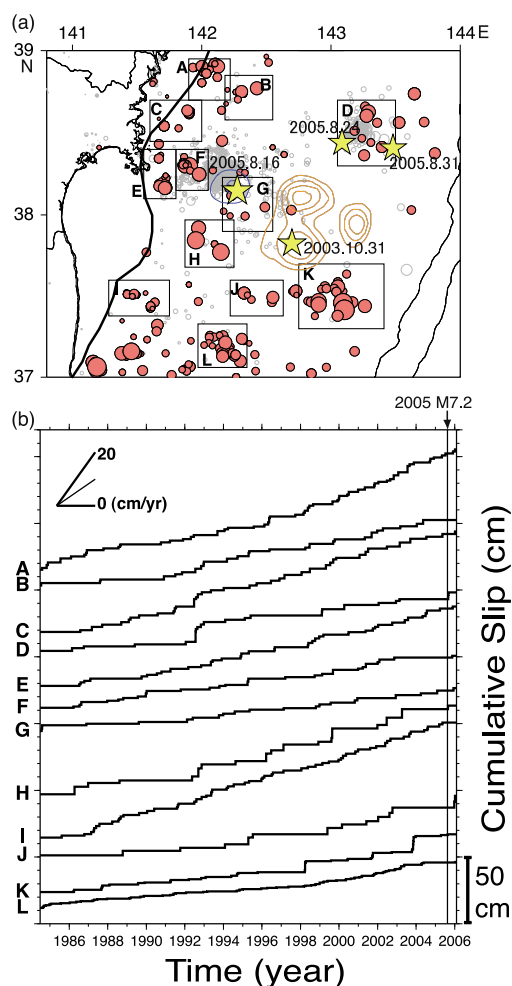 (a)
141
142
143
144 E
39
N
A
B
C
D
2005.8.24
2005.8.31
F
2005.8.16
E
G
38
2003.10.31
H
K
I
J
L
37
(b)
2005 M7.2
20
0 (cm/yr)
A
B
C
D
E
F
G
H
I
J
K
L
Cumulative Slip (cm)
50
cm
1986 1988 1990 1992 1994 1996 1998 2000 2002 2004 2006
Time (year)